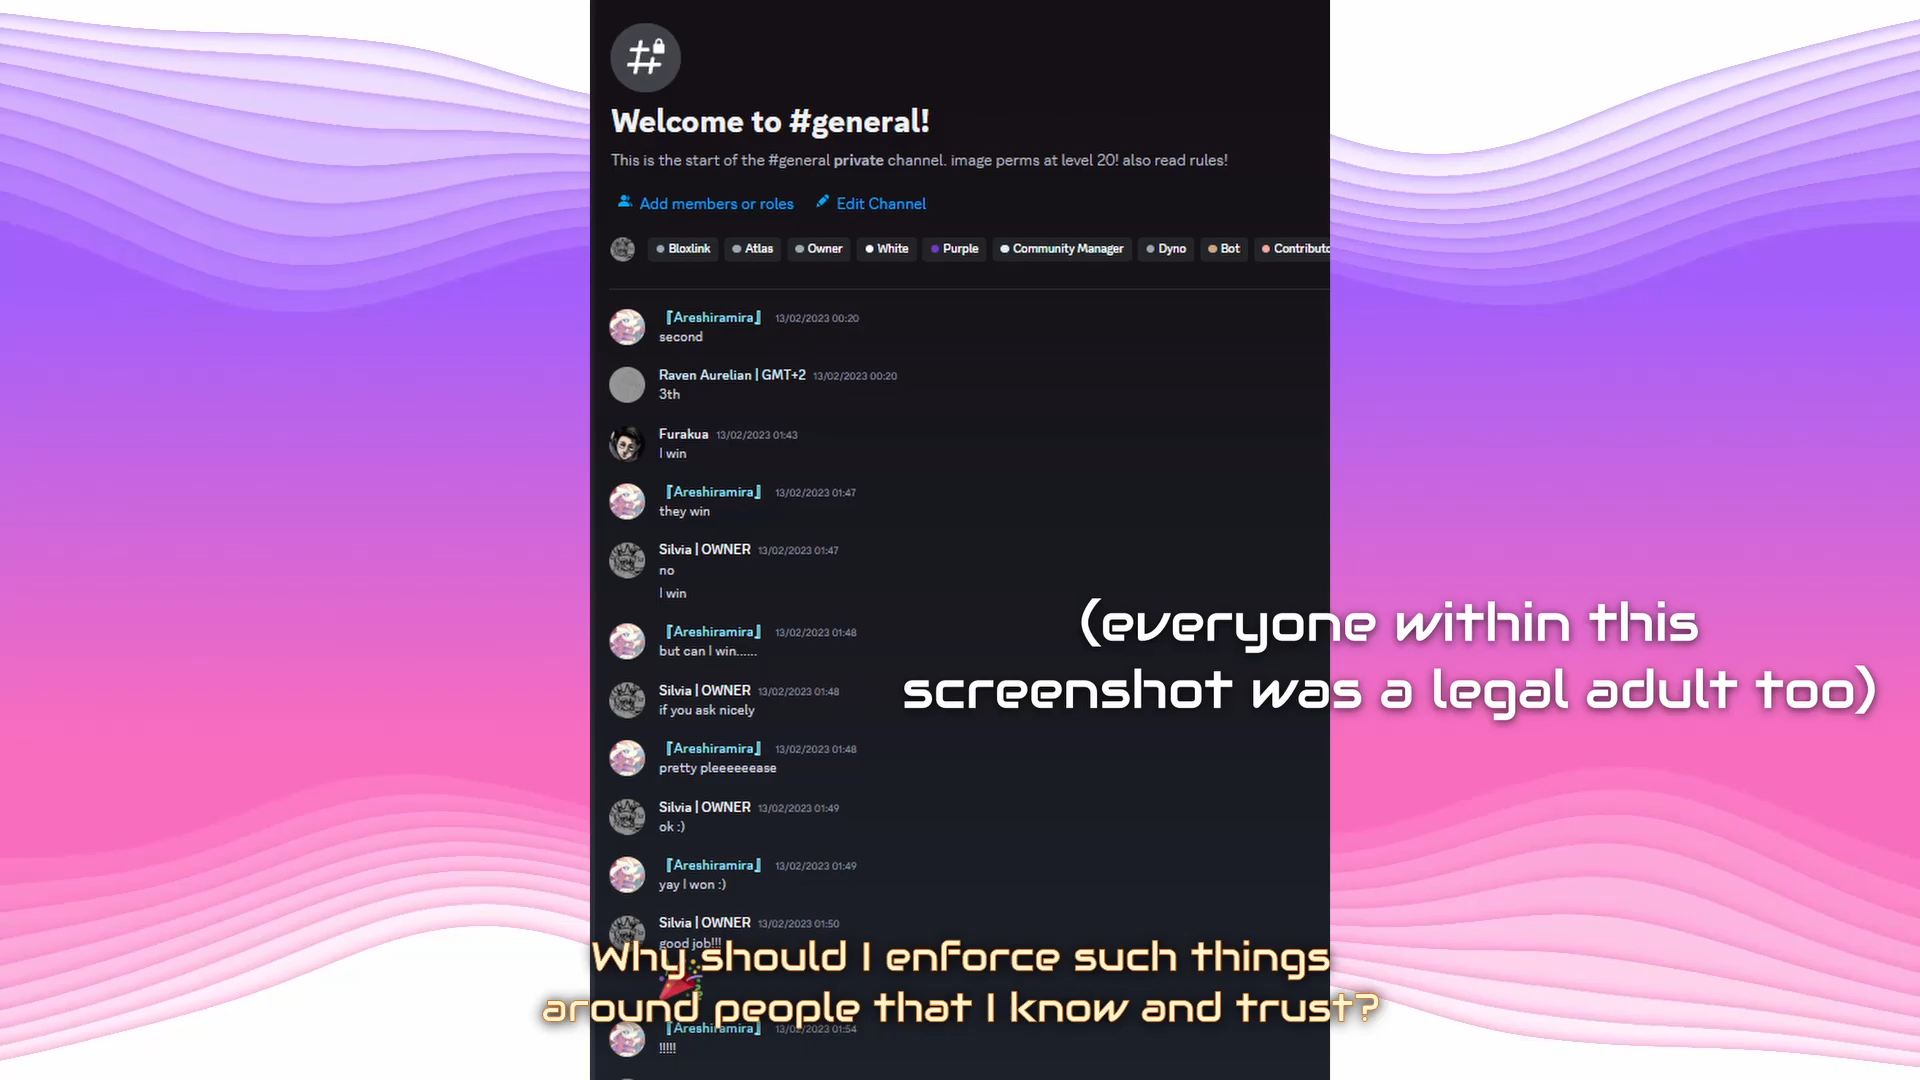 Welcome to #general!
This is the start of the #general private channel. image perms at level 20! also read rules!
Add members or roles Edit Channel
Bloxlink Atlas Owner White Purple Community Manager Dyno Bot Contributo
『Areshiramira』 13/02/2023 00:20
second
Raven Aurelian | GMT+2 13/02/2023 00:20
3th
Furakua 13/02/2023 01:43
I win
『Areshiramira』 13/02/2023 01:47
they win
Silvia | OWNER 13/02/2023 01:47
no
I win
『Areshiramira』 13/02/2023 01:48
but can I win......
Silvia | OWNER 13/02/2023 01:48
if you ask nicely
『Areshiramira』 13/02/2023 01:48
pretty pleeeeeease
Silvia | OWNER 13/02/2023 01:49
ok :)
『Areshiramira』 13/02/2023 01:49
yay I won :)
Silvia | OWNER 13/02/2023 01:50
good job!!!
『Areshiramira』 13/02/2023 01:54
!!!!!
(everyone within this
screenshot was a legal adult too)
Why should I enforce such things
around people that I know and trust?